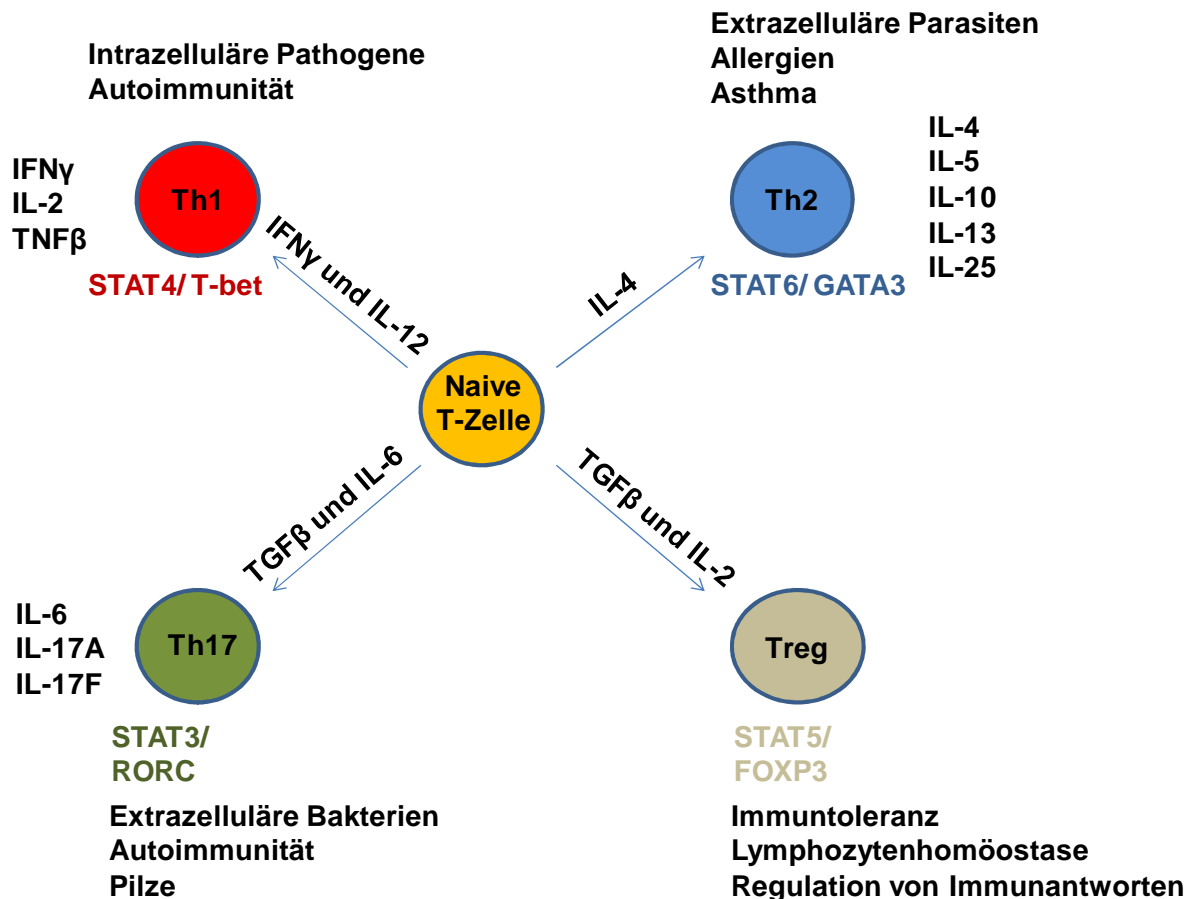 Intrazelluläre Pathogene
Autoimmunität
IFNγ
IL-2
TNFβ
Th1
STAT4/ T-bet
IFNγ und IL-12
Extrazelluläre Parasiten
Allergien
Asthma
Th2
IL-4
IL-5
IL-10
IL-13
IL-25
STAT6/ GATA3
IL-4
Naive
T-Zelle
TGFβ und IL-6
TGFβ und IL-2
IL-6
IL-17A
IL-17F
Th17
STAT3/
RORC
Extrazelluläre Bakterien
Autoimmunität
Pilze
Treg
STAT5/
FOXP3
Immuntoleranz
Lymphozytenhomöostase
Regulation von Immunantworten